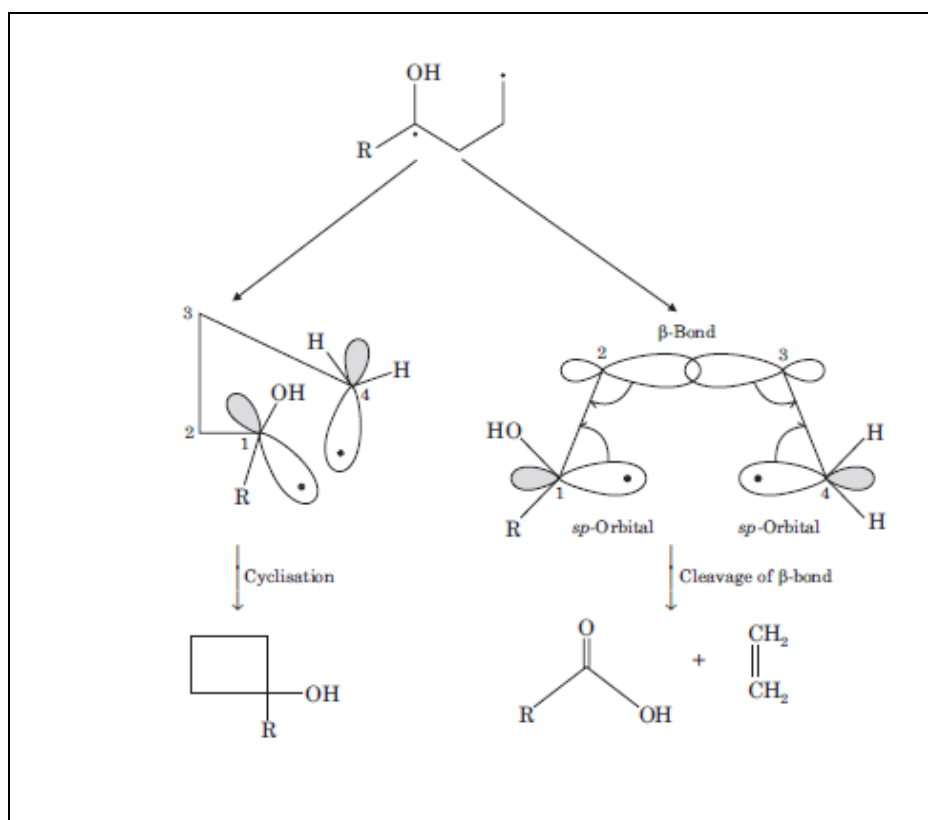 OH
R
β-Bond
3
H
H
4
OH
2
1
R
2
3
HO
H
1
4
R
H
sp-Orbital
sp-Orbital
Cyclisation
Cleavage of β-bond
OH
R
O
R
OH
+
CH₂
CH₂